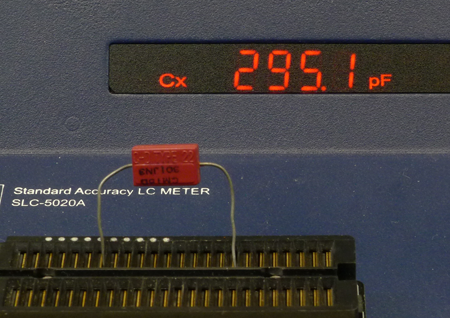 Cx 295.1 pF
Standard Accuracy LC METER
SLC-5020A